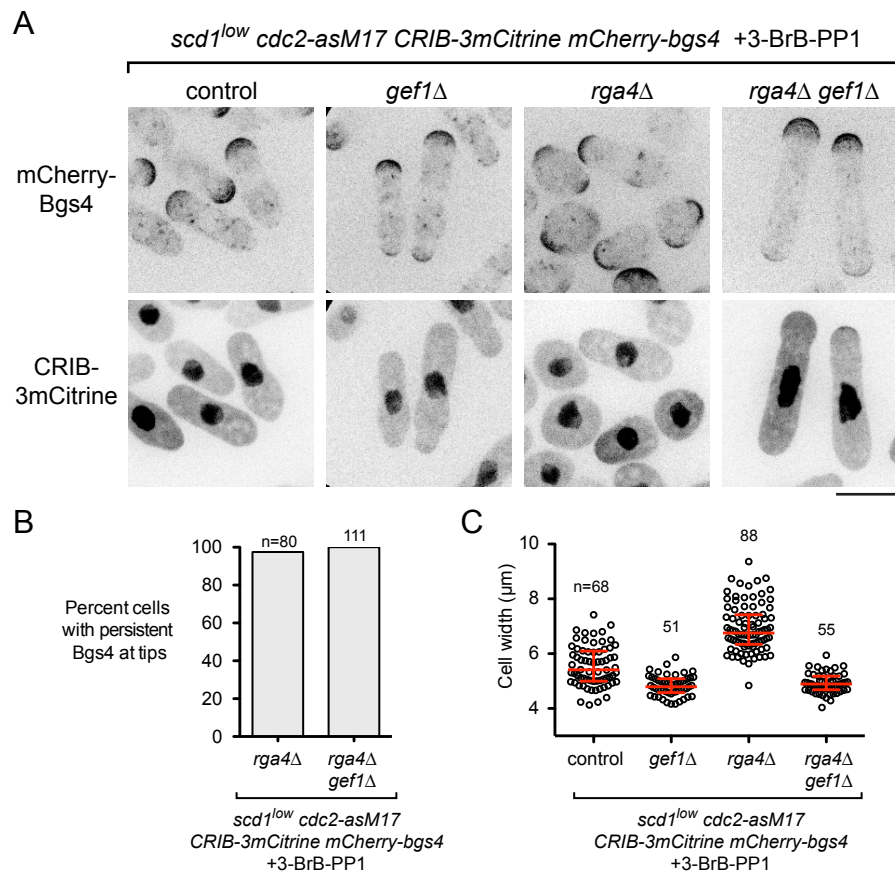 A
scd1low cdc2-asM17 CRIB-3mCitrine mCherry-bgs4 +3-BrB-PP1
control gef1Δ rga4Δ rga4Δ gef1Δ
mCherry-
Bgs4
CRIB-
3mCitrine
B
Percent cells
with persistent
Bgs4 at tips
100
80
60
40
20
0
n=80 111
rga4Δ rga4Δ
gef1Δ
scd1low cdc2-asM17
CRIB-3mCitrine mCherry-bgs4
+3-BrB-PP1
C
Cell width (µm)
10
8
6
4
n=68 51 88 55
control gef1Δ rga4Δ rga4Δ
gef1Δ
scd1low cdc2-asM17
CRIB-3mCitrine mCherry-bgs4
+3-BrB-PP1